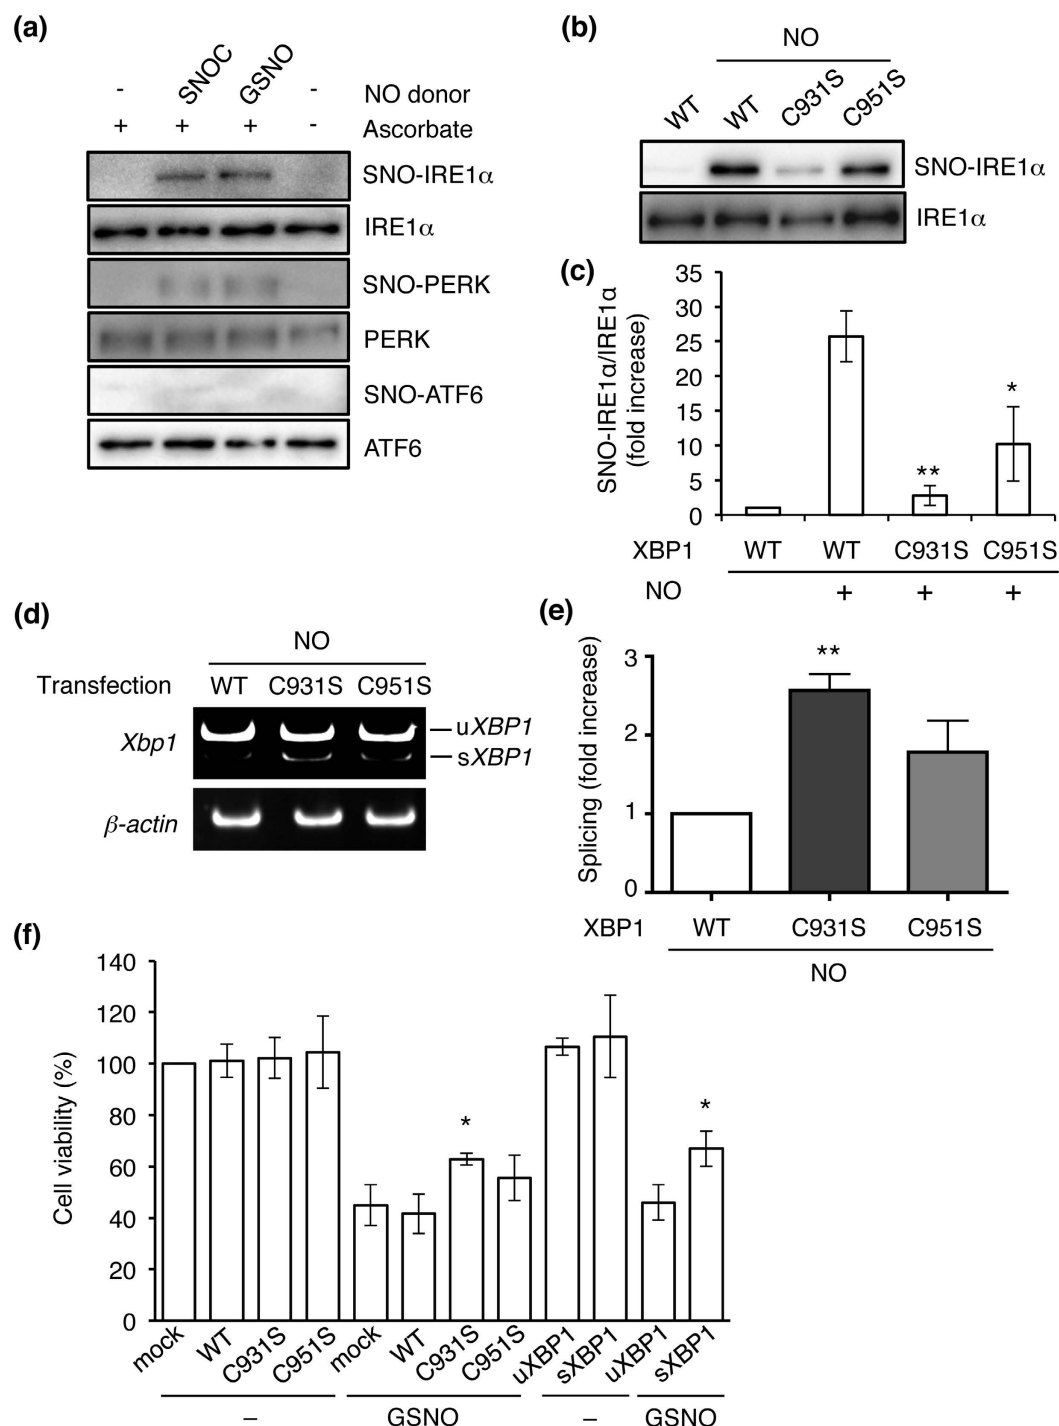 (a)
- SNOC GSNO - NO donor
+ + + - Ascorbate
SNO-IRE1α
IRE1α
SNO-PERK
PERK
SNO-ATF6
ATF6
(b)
NO
WT WT C931S C951S
SNO-IRE1α
IRE1α
(c)
SNO-IRE1α/IRE1α
(fold increase)
35
30
25
20
15
10
5
0
**
*
XBP1 WT WT C931S C951S
NO + + +
(d)
NO
Transfection WT C931S C951S
Xbp1
uXBP1
sXBP1
β-actin
(e)
Splicing (fold increase)
3
2
1
0
**
XBP1 WT C931S C951S
NO
(f)
Cell viability (%)
140
120
100
80
60
40
20
0
*
*
mock WT C931S C951S mock WT C931S C951S uXBP1 sXBP1 uXBP1 sXBP1
– GSNO – GSNO